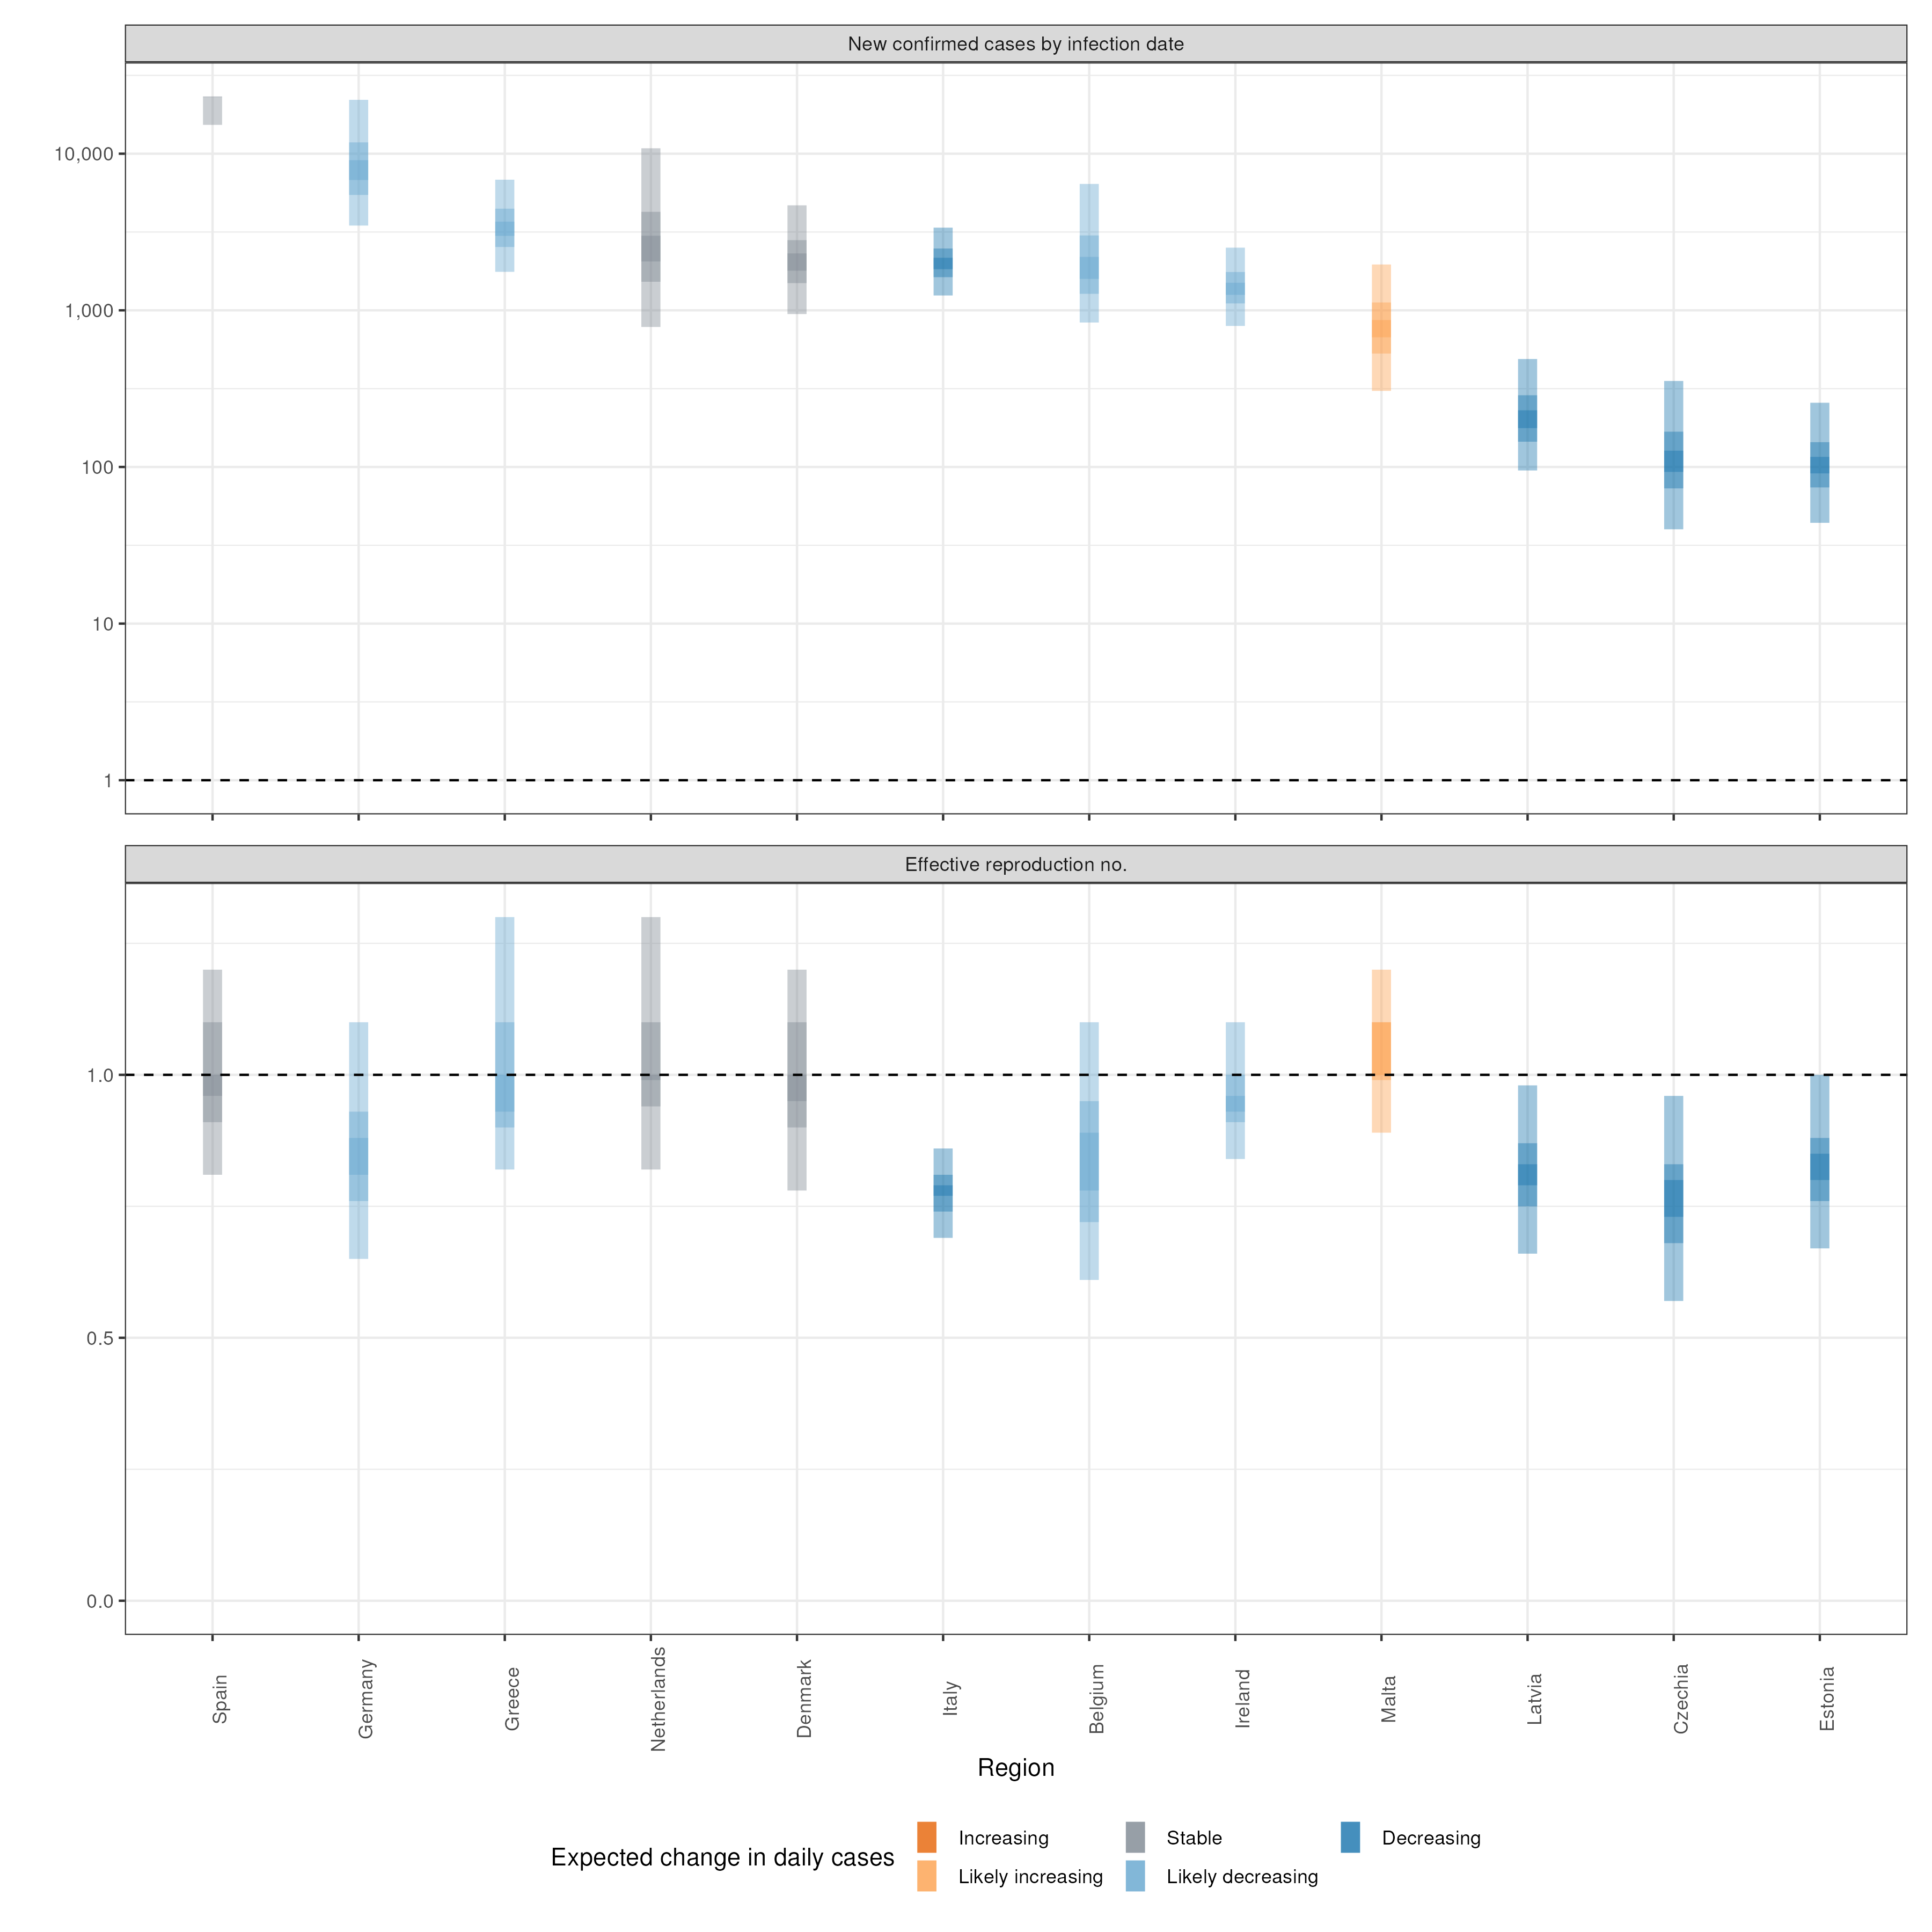 New confirmed cases by infection date
10,000
1,000
100
10
1
Effective reproduction no.
1.0
0.5
0.0
Spain
Germany
Greece
Netherlands
Denmark
Italy
Belgium
Ireland
Malta
Latvia
Czechia
Estonia
Region
Expected change in daily cases
Increasing
Stable
Decreasing
Likely increasing
Likely decreasing